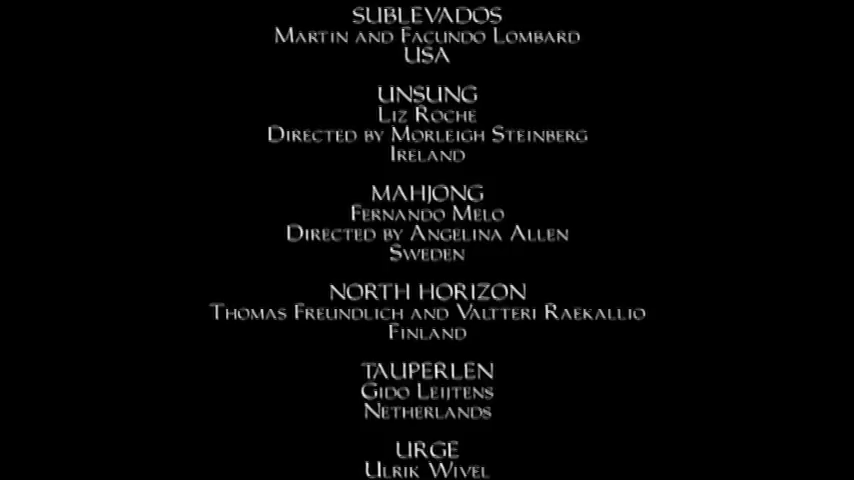 SUBLEVADOS
MARTIN AND FACUNDO LOMBARD
USA
UNSUNG
LIZ ROCHE
DIRECTED BY MORLEIGH STEINBERG
IRELAND
MAHJONG
FERNANDO MELO
DIRECTED BY ANGELINA ALLEN
SWEDEN
NORTH HORIZON
THOMAS FREUNDLICH AND VALTTERI RAEKALLIO
FINLAND
TAUPERLEN
GIDO LEIJTENS
NETHERLANDS
URGE
ULRIK WIVEL